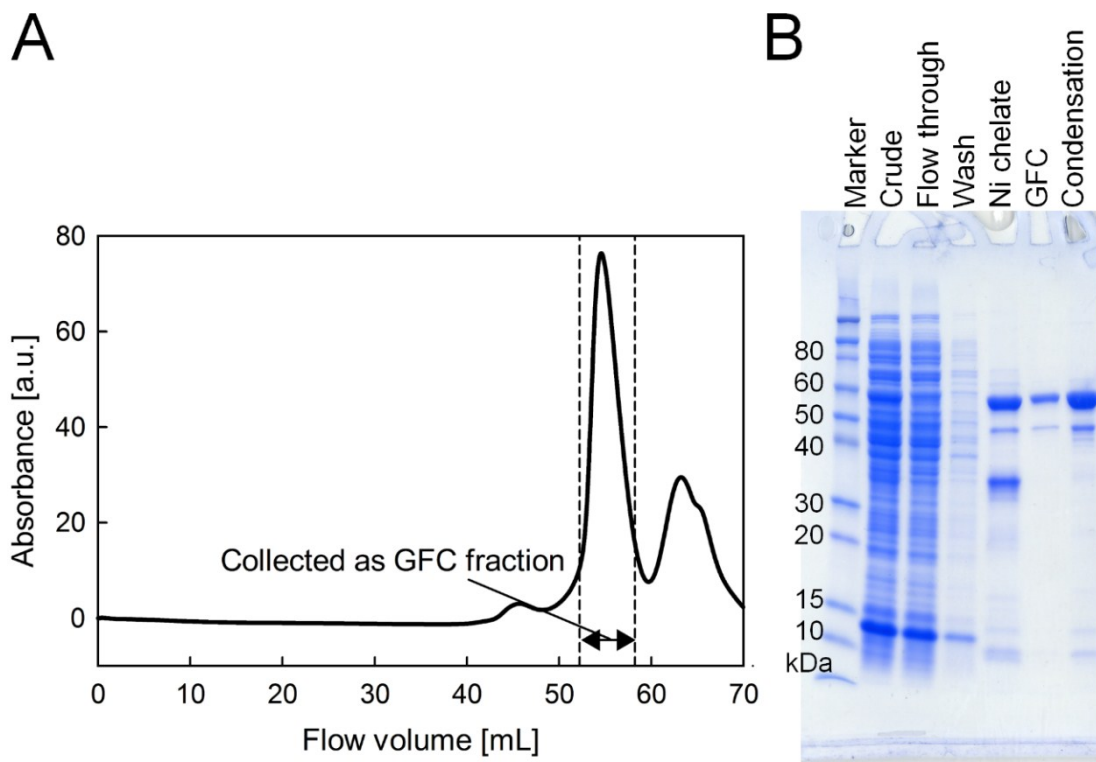 A
B
Absorbance [a.u.]
80
60
40
20
0
Collected as GFC fraction
0 10 20 30 40 50 60 70
Flow volume [mL]
Marker
Crude
Flow through
Wash
Ni chelate
GFC
Condensation
80
60
50
40
30
20
15
10
kDa